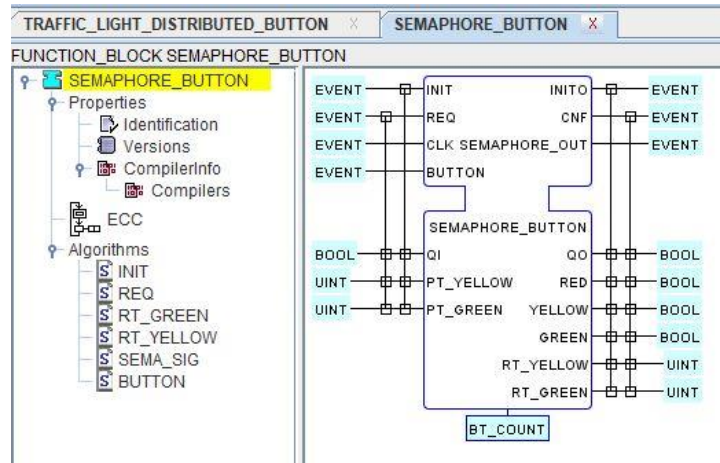 TRAFFIC_LIGHT_DISTRIBUTED_BUTTON X SEMAPHORE_BUTTON X
FUNCTION_BLOCK SEMAPHORE_BUTTON
SEMAPHORE_BUTTON
Properties
Identification
Versions
CompilerInfo
Compilers
ECC
Algorithms
S INIT
S REQ
S RT_GREEN
S RT_YELLOW
S SEMA_SIG
S BUTTON
EVENT INIT INITO EVENT
EVENT REQ CNF EVENT
EVENT CLK SEMAPHORE_OUT EVENT
EVENT BUTTON
SEMAPHORE_BUTTON
BOOL QI QO BOOL
UINT PT_YELLOW RED BOOL
UINT PT_GREEN YELLOW BOOL
GREEN BOOL
RT_YELLOW UINT
RT_GREEN UINT
BT_COUNT